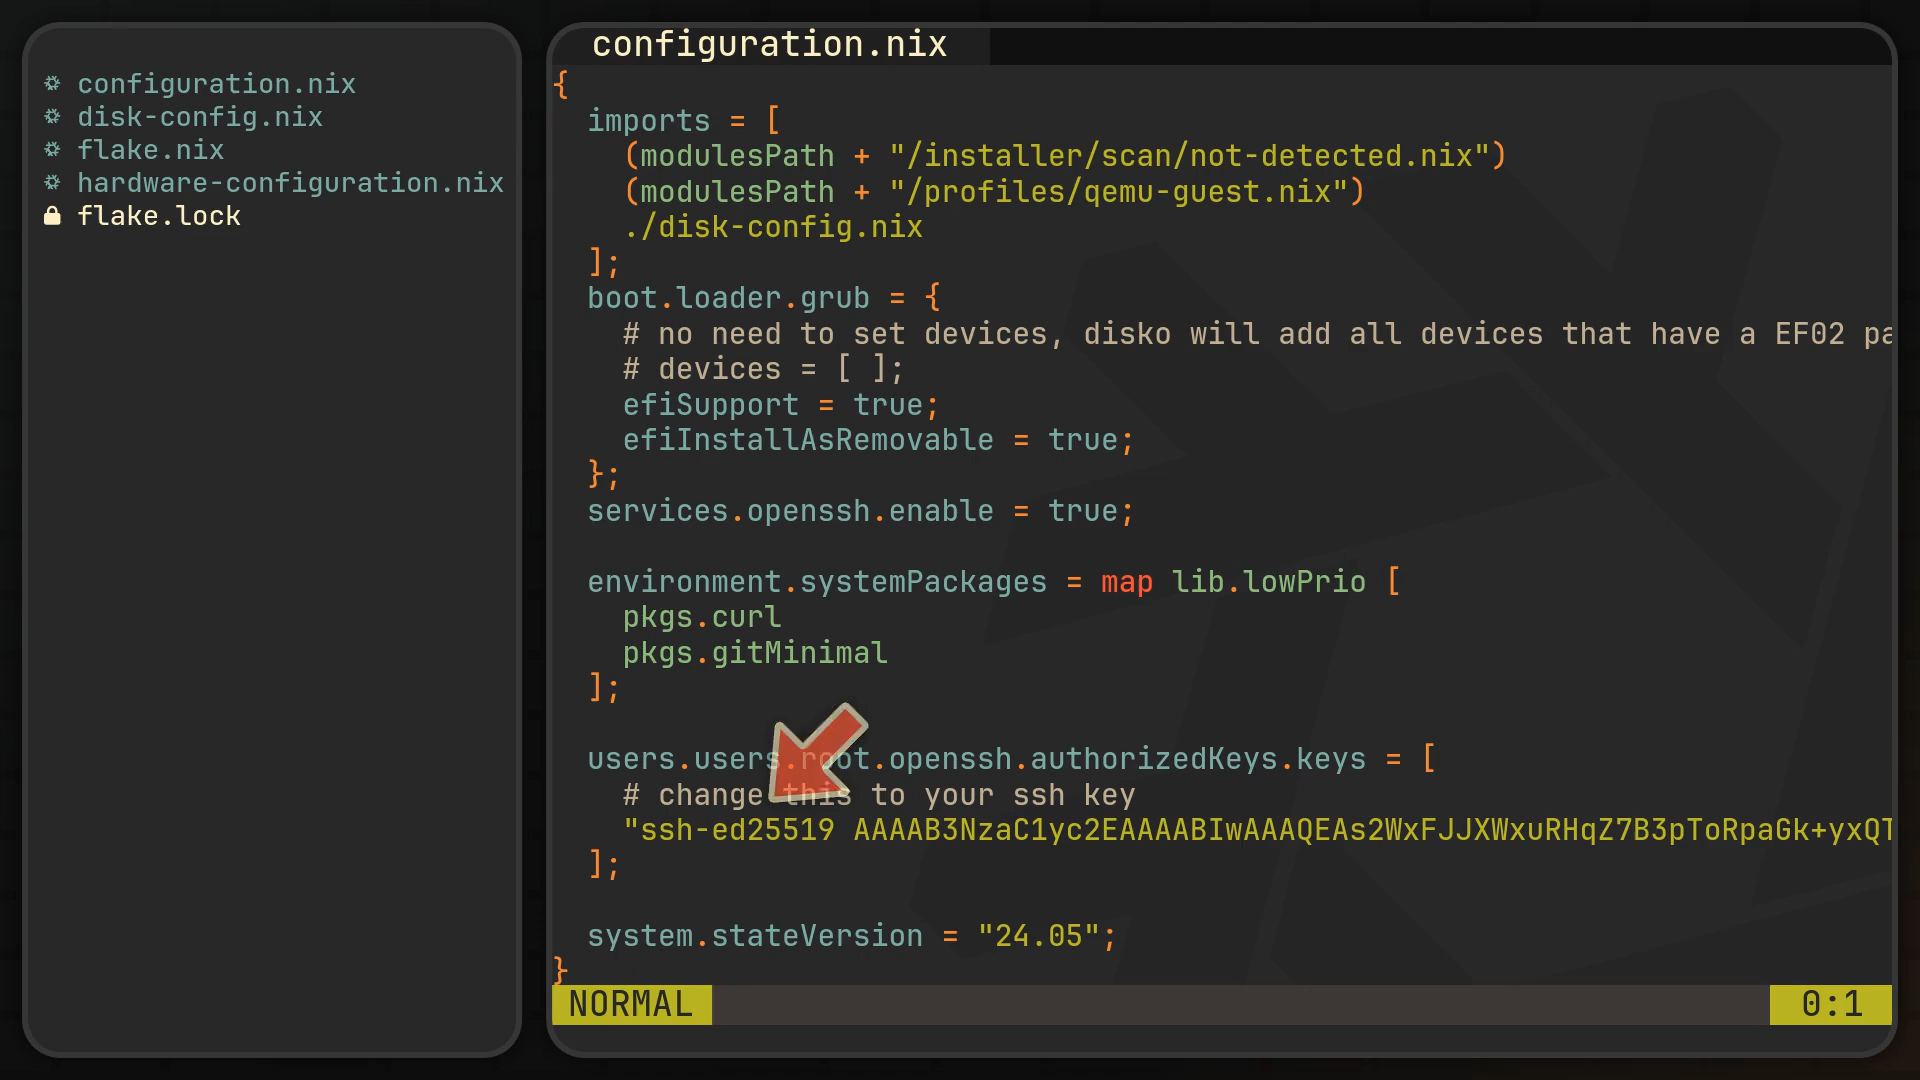 configuration.nix
disk-config.nix
flake.nix
hardware-configuration.nix
flake.lock
configuration.nix
{
  imports = [
    (modulesPath + "/installer/scan/not-detected.nix")
    (modulesPath + "/profiles/qemu-guest.nix")
    ./disk-config.nix
  ];
  boot.loader.grub = {
    # no need to set devices, disko will add all devices that have a EF02 pa
    # devices = [ ];
    efiSupport = true;
    efiInstallAsRemovable = true;
  };
  services.openssh.enable = true;
  environment.systemPackages = map lib.lowPrio [
    pkgs.curl
    pkgs.gitMinimal
  ];
  users.users.root.openssh.authorizedKeys.keys = [
    # change this to your ssh key
    "ssh-ed25519 AAAAB3NzaC1yc2EAAAABIwAAAQEAs2WxFJJXWxuRHqZ7B3pToRpaGk+yxQT
  ];
  system.stateVersion = "24.05";
}
NORMAL 0:1